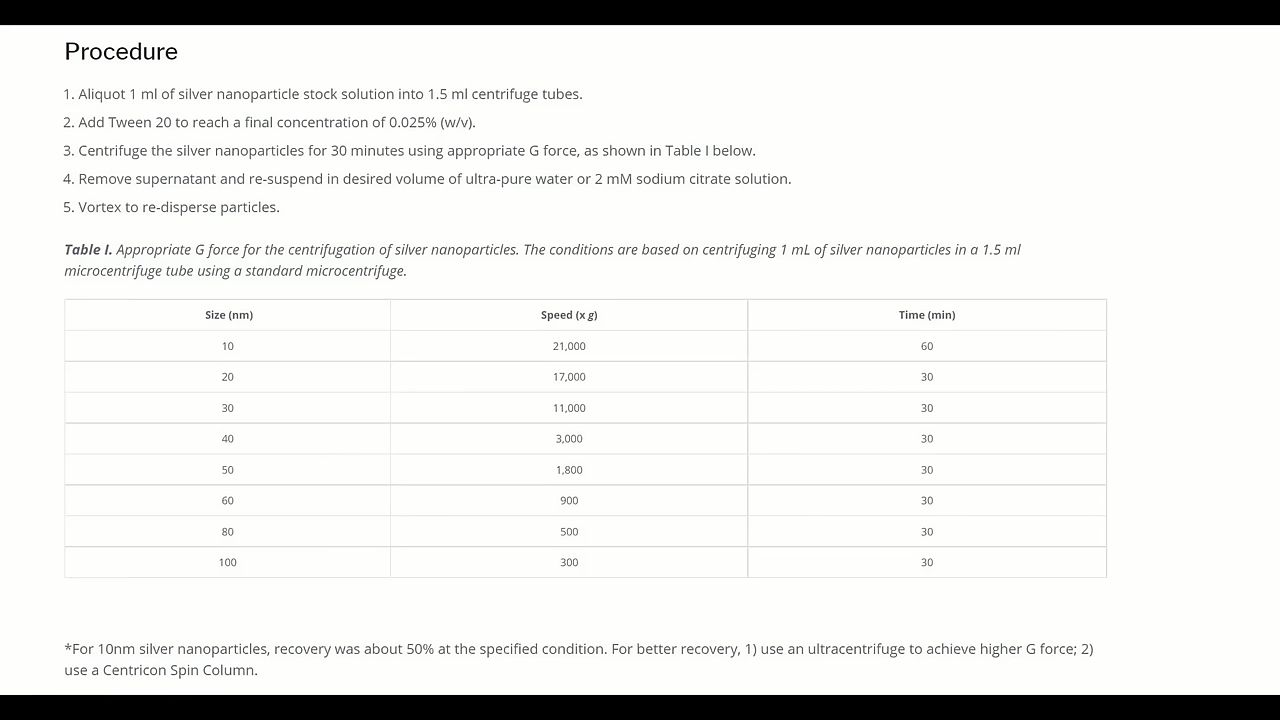 Procedure
1. Aliquot 1 ml of silver nanoparticle stock solution into 1.5 ml centrifuge tubes.
2. Add Tween 20 to reach a final concentration of 0.025% (w/v).
3. Centrifuge the silver nanoparticles for 30 minutes using appropriate G force, as shown in Table I below.
4. Remove supernatant and re-suspend in desired volume of ultra-pure water or 2 mM sodium citrate solution.
5. Vortex to re-disperse particles.
Table I. Appropriate G force for the centrifugation of silver nanoparticles. The conditions are based on centrifuging 1 mL of silver nanoparticles in a 1.5 ml
microcentrifuge tube using a standard microcentrifuge.
Size (nm) Speed (x g) Time (min)
10 21,000 60
20 17,000 30
30 11,000 30
40 3,000 30
50 1,800 30
60 900 30
80 500 30
100 300 30
*For 10nm silver nanoparticles, recovery was about 50% at the specified condition. For better recovery, 1) use an ultracentrifuge to achieve higher G force; 2)
use a Centricon Spin Column.